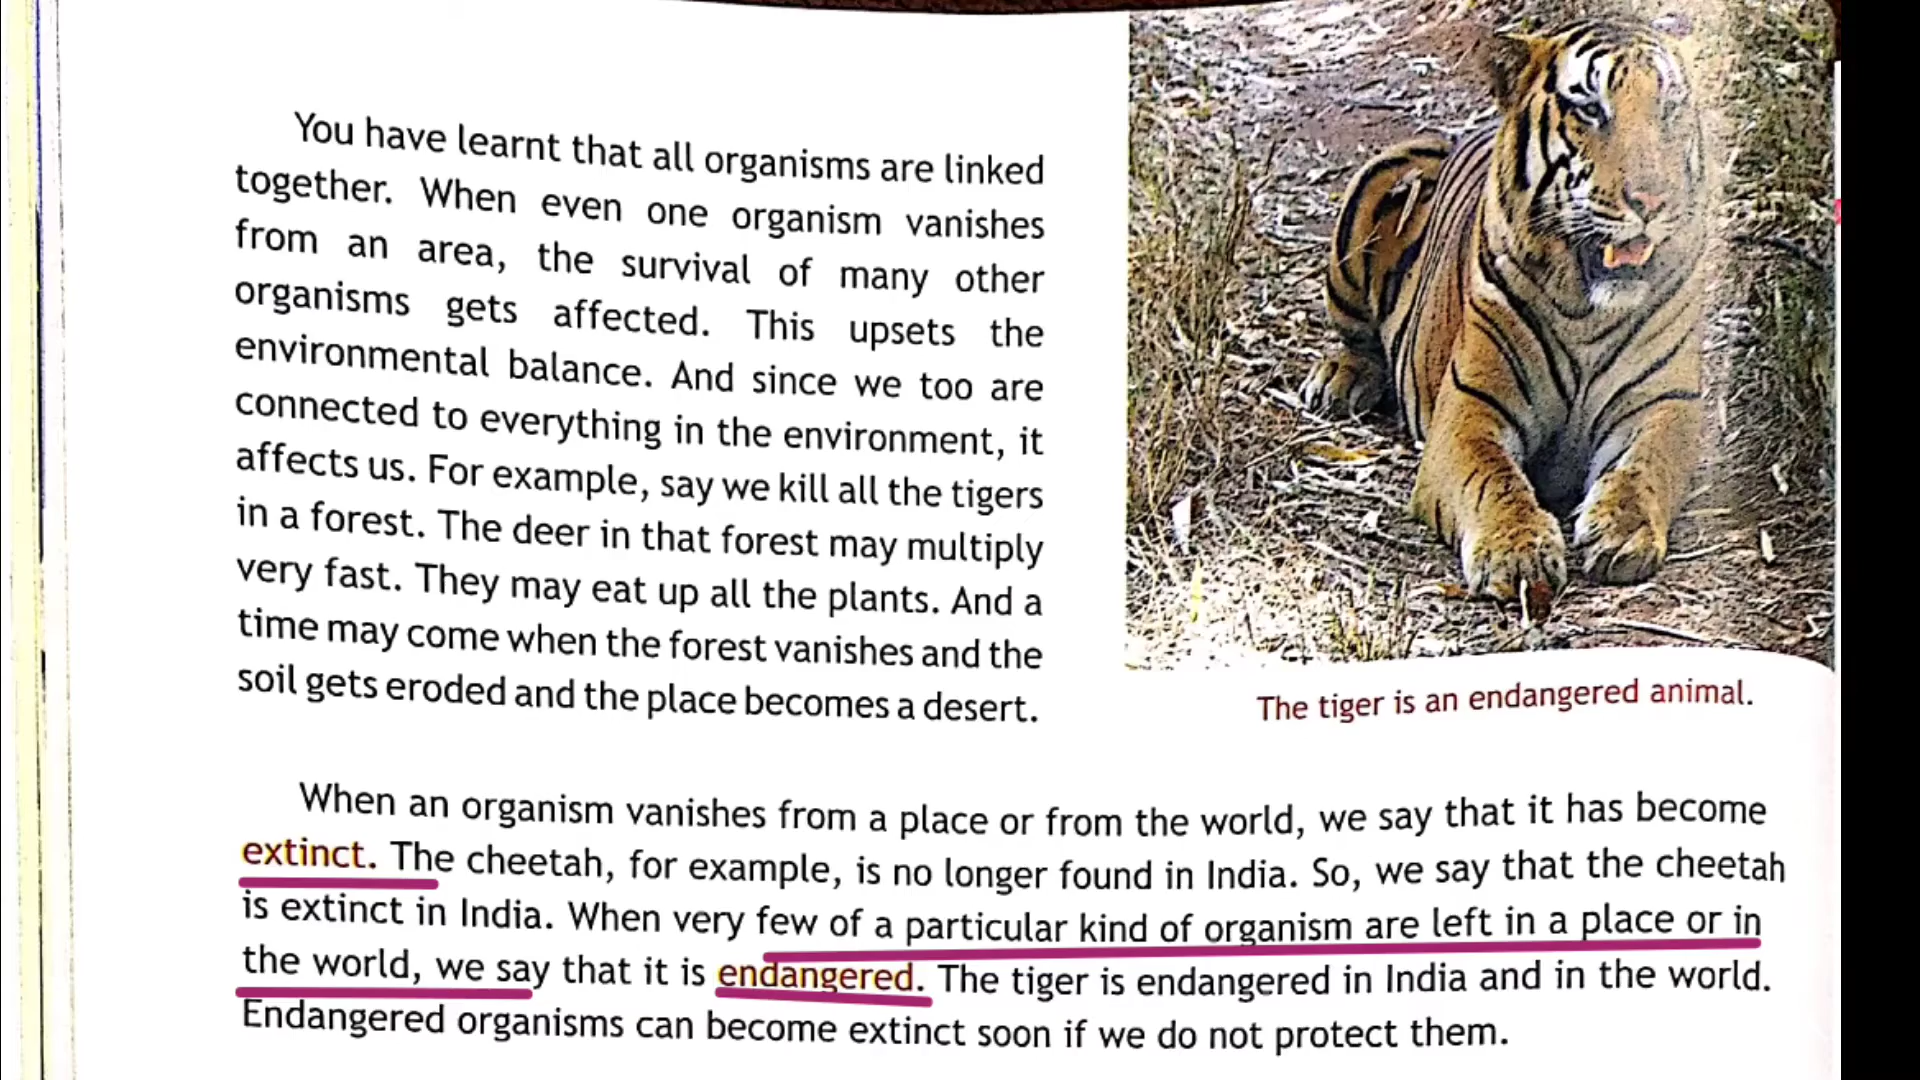 You have learnt that all organisms are linked
together. When even one organism vanishes
from an area, the survival of many other
organisms gets affected. This upsets the
environmental balance. And since we too are
connected to everything in the environment, it
affects us. For example, say we kill all the tigers
in a forest. The deer in that forest may multiply
very fast. They may eat up all the plants. And a
time may come when the forest vanishes and the
soil gets eroded and the place becomes a desert.
The tiger is an endangered animal.
When an organism vanishes from a place or from the world, we say that it has become
extinct. The cheetah, for example, is no longer found in India. So, we say that the cheetah
is extinct in India. When very few of a particular kind of organism are left in a place or in
the world, we say that it is endangered. The tiger is endangered in India and in the world.
Endangered organisms can become extinct soon if we do not protect them.